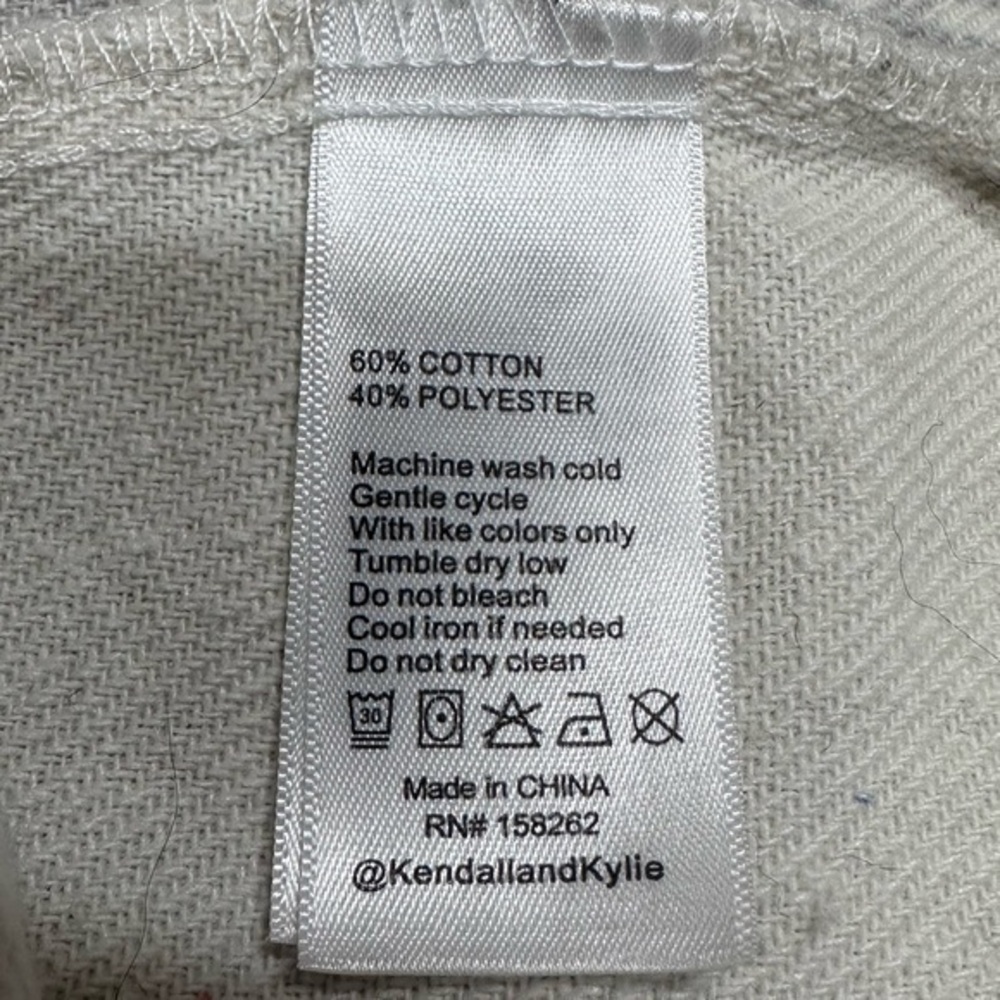 60% COTTON
40% POLYESTER
Machine wash cold
Gentle cycle
With like colors only
Tumble dry low
Do not bleach
Cool iron if needed
Do not dry clean
30
Made in CHINA
RN# 158262
@KendallandKylie